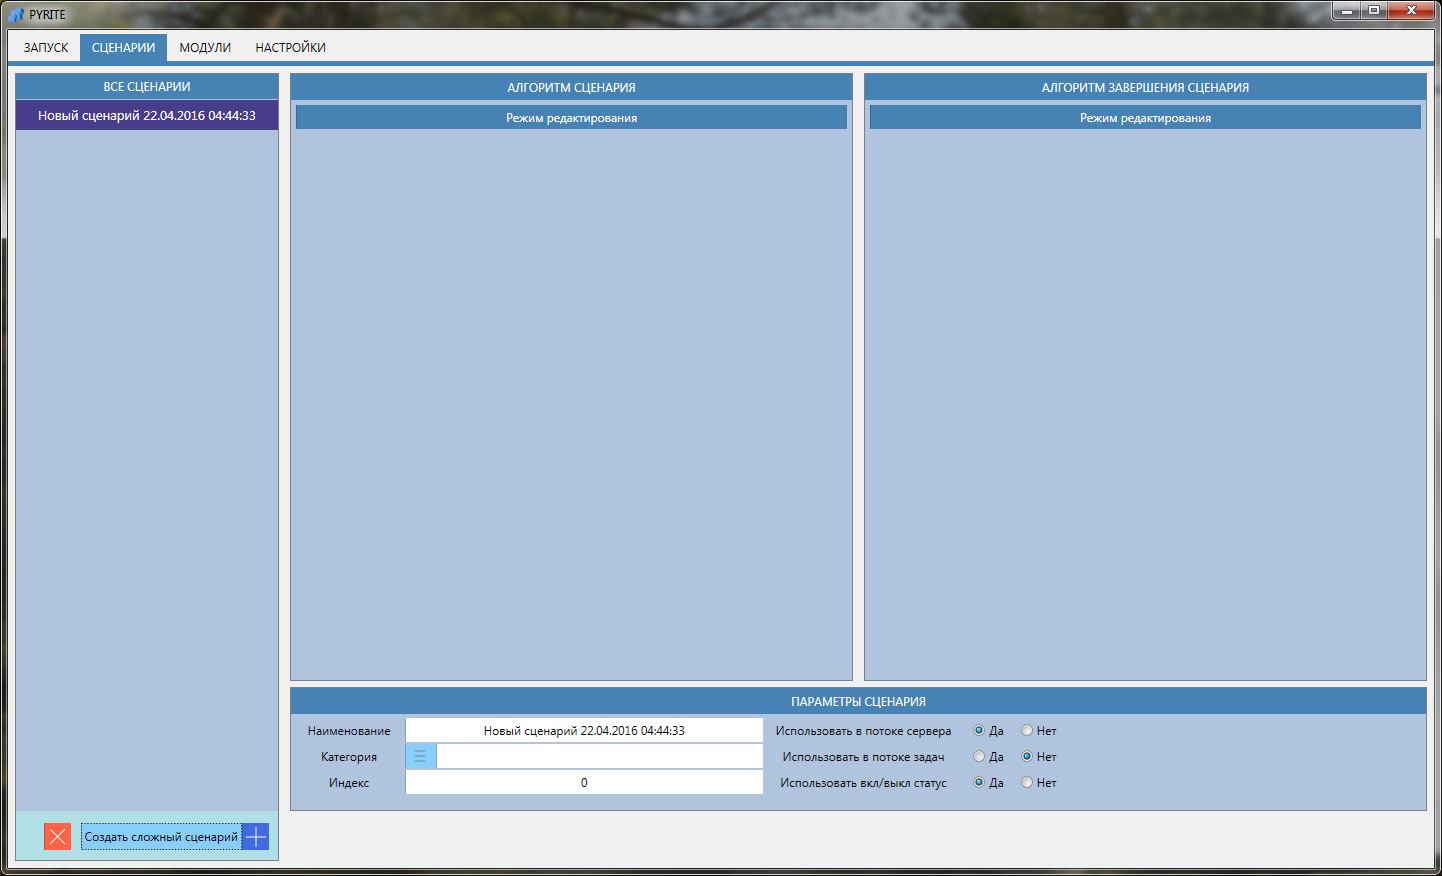 PYRITE
ЗАПУСК СЦЕНАРИИ МОДУЛИ НАСТРОЙКИ
ВСЕ СЦЕНАРИИ
Новый сценарий 22.04.2016 04:44:33
Создать сложный сценарий
АЛГОРИТМ СЦЕНАРИЯ
Режим редактирования
АЛГОРИТМ ЗАВЕРШЕНИЯ СЦЕНАРИЯ
Режим редактирования
ПАРАМЕТРЫ СЦЕНАРИЯ
Наименование Новый сценарий 22.04.2016 04:44:33 Использовать в потоке сервера Да Нет
Категория Использовать в потоке задач Да Нет
Индекс 0 Использовать вкл/выкл статус Да Нет